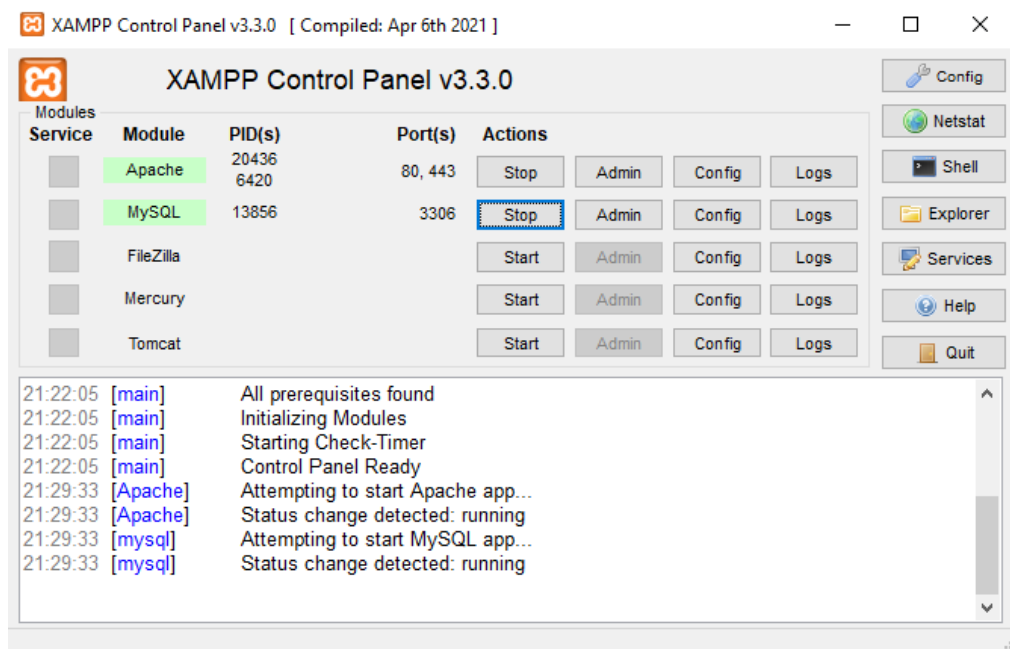 XAMPP Control Panel v3.3.0 [ Compiled: Apr 6th 2021 ]
XAMPP Control Panel v3.3.0
Config
Netstat
Shell
Explorer
Services
Help
Quit
Modules
Service Module PID(s) Port(s) Actions
Apache 20436 6420 80, 443 Stop Admin Config Logs
MySQL 13856 3306 Stop Admin Config Logs
FileZilla Start Admin Config Logs
Mercury Start Admin Config Logs
Tomcat Start Admin Config Logs
21:22:05 [main] All prerequisites found
21:22:05 [main] Initializing Modules
21:22:05 [main] Starting Check-Timer
21:22:05 [main] Control Panel Ready
21:29:33 [Apache] Attempting to start Apache app...
21:29:33 [Apache] Status change detected: running
21:29:33 [mysql] Attempting to start MySQL app...
21:29:33 [mysql] Status change detected: running